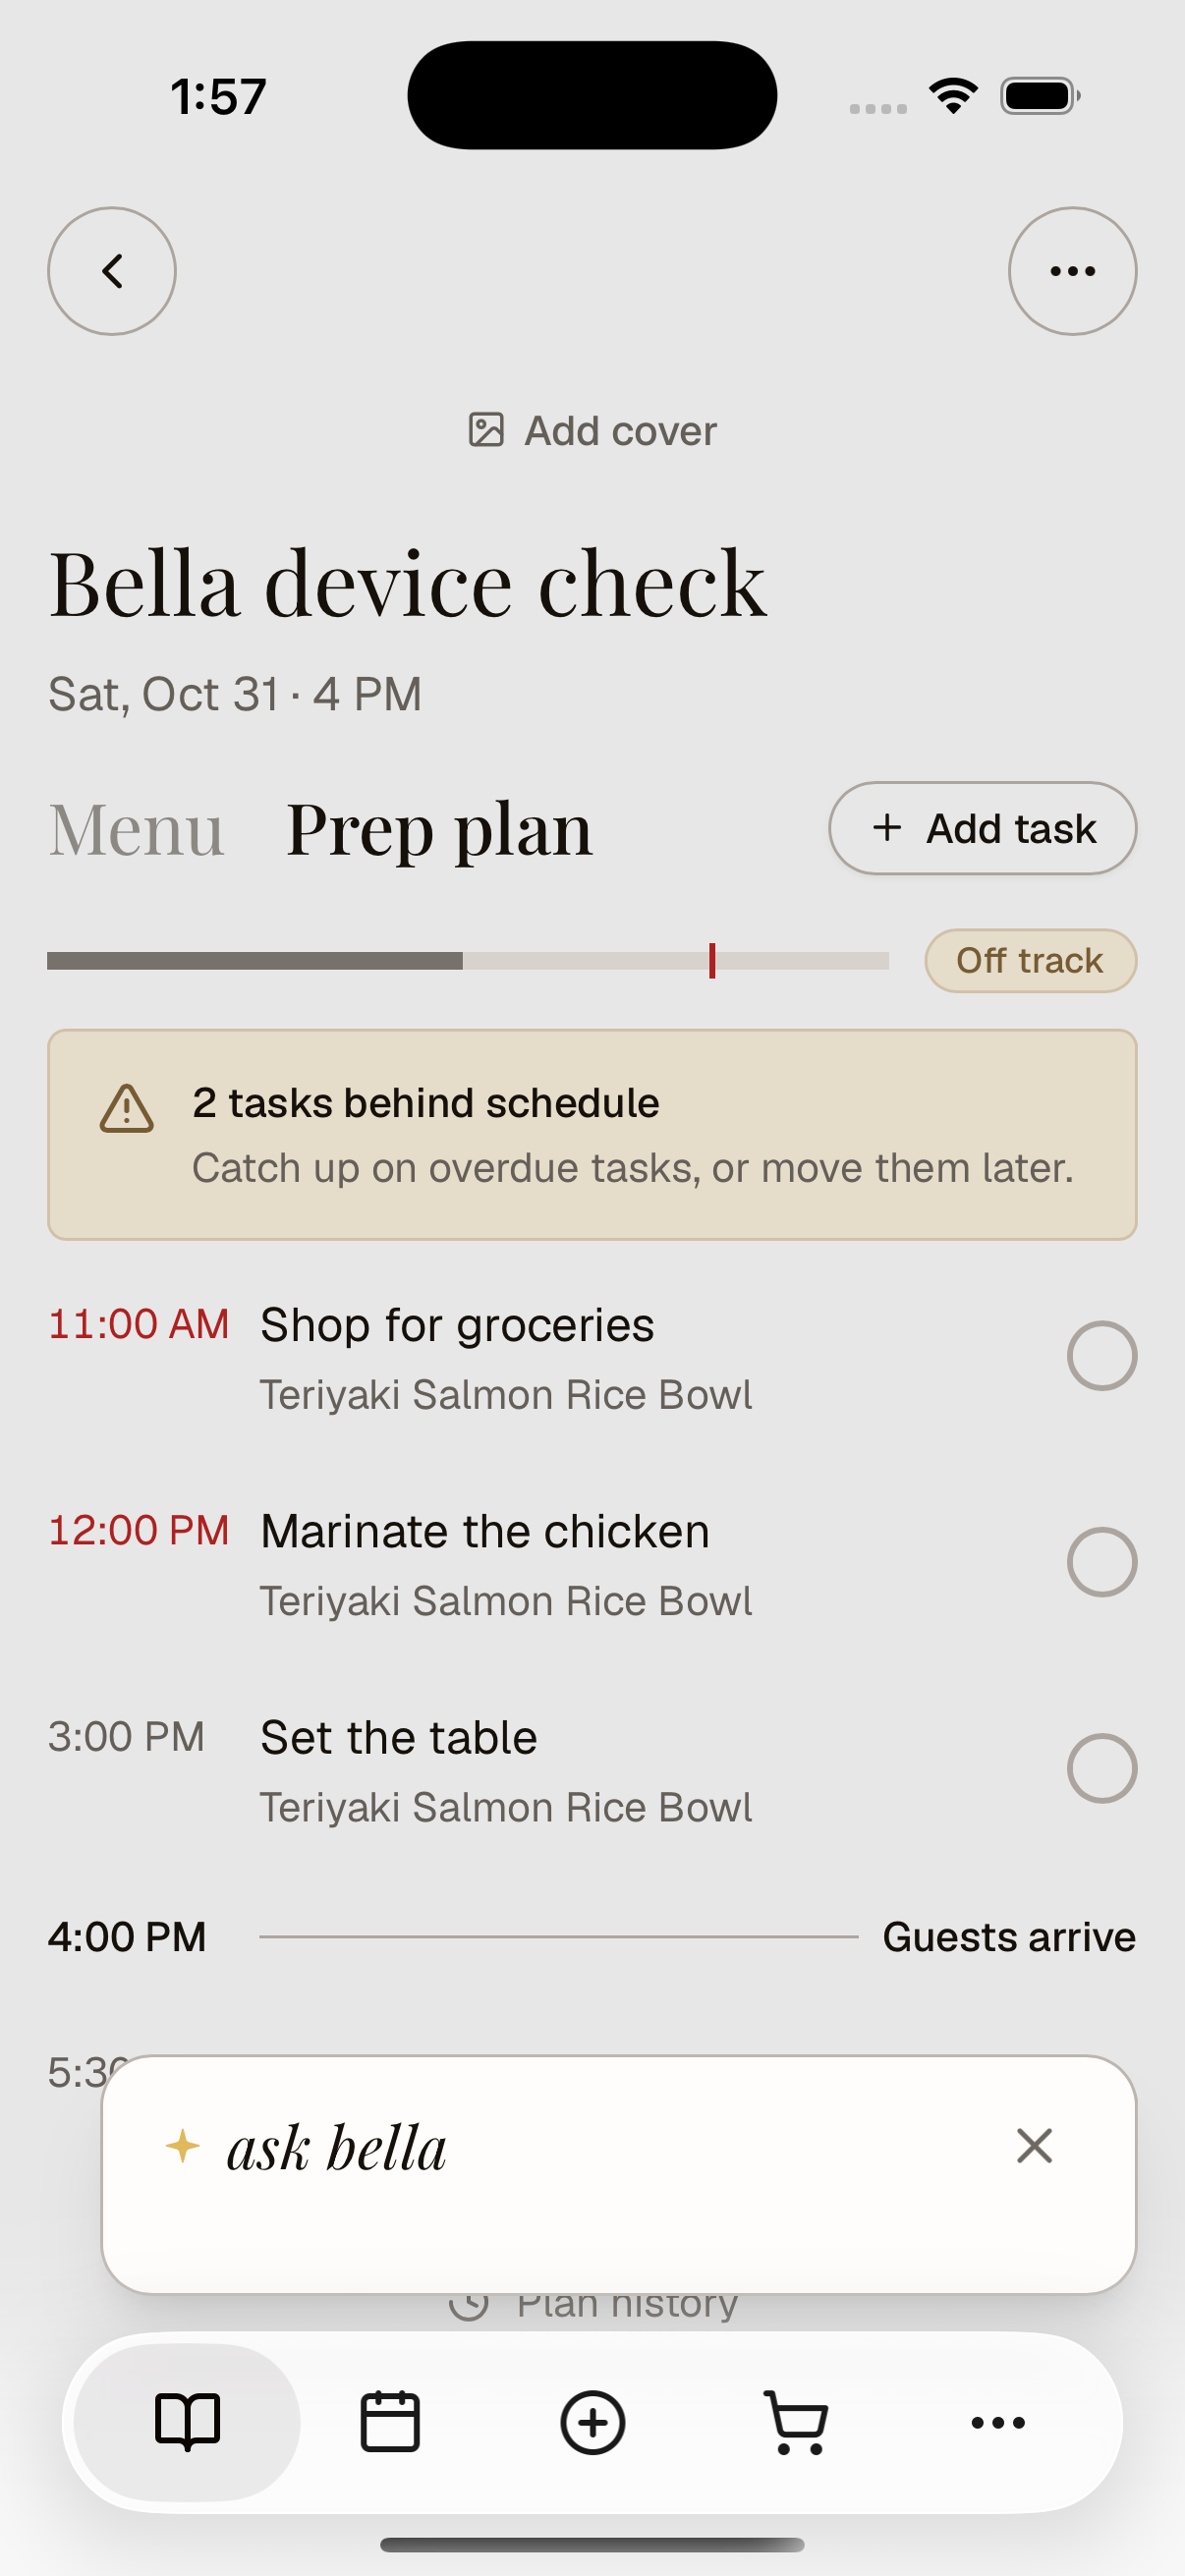 1:57
Add cover
Bella device check
Sat, Oct 31 · 4 PM
Menu Prep plan + Add task
Off track
2 tasks behind schedule
Catch up on overdue tasks, or move them later.
11:00 AM Shop for groceries
Teriyaki Salmon Rice Bowl
12:00 PM Marinate the chicken
Teriyaki Salmon Rice Bowl
3:00 PM Set the table
Teriyaki Salmon Rice Bowl
4:00 PM Guests arrive
5:30
ask bella
Plan history